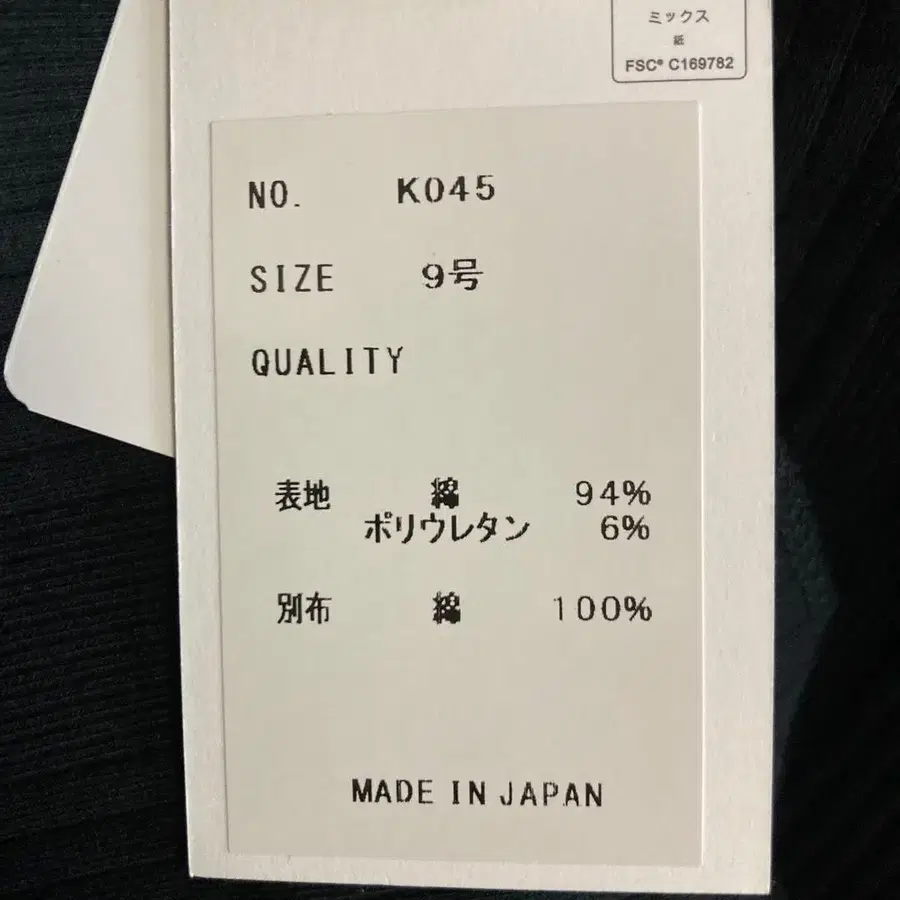 ミックス
紙
FSC® C169782
NO. K045
SIZE 9号
QUALITY
表地 綿 94%
ポリウレタン 6%
別布 綿 100%
MADE IN JAPAN